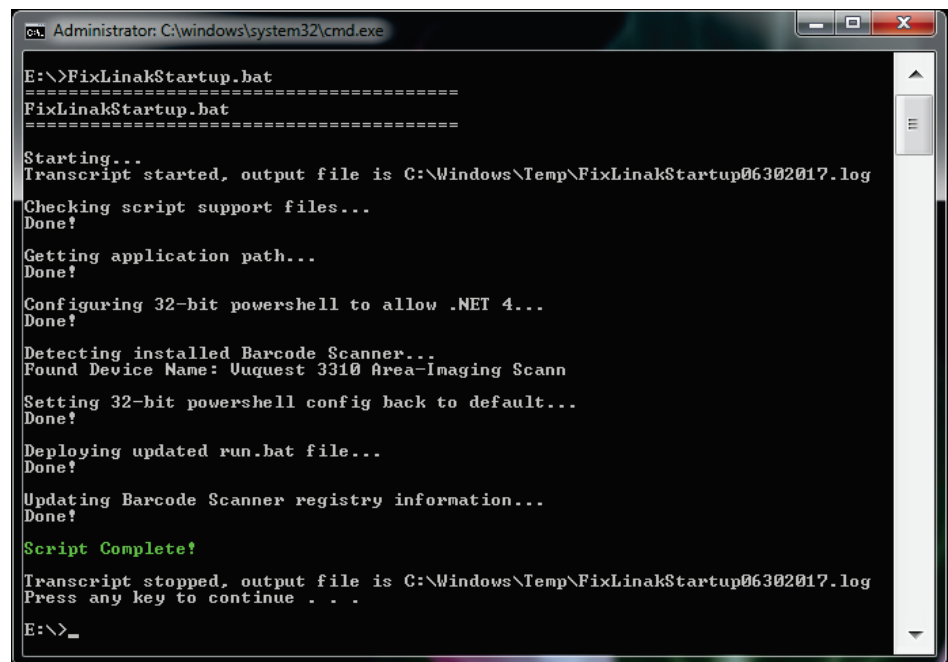 Administrator: C:\windows\system32\cmd.exe
E:\>FixLinakStartup.bat
========================================
FixLinakStartup.bat
========================================
Starting...
Transcript started, output file is C:\Windows\Temp\FixLinakStartup06302017.log
Checking script support files...
Done!
Getting application path...
Done!
Configuring 32-bit powershell to allow .NET 4...
Done!
Detecting installed Barcode Scanner...
Found Device Name: Vuquest 3310 Area-Imaging Scann
Setting 32-bit powershell config back to default...
Done!
Deploying updated run.bat file...
Done!
Updating Barcode Scanner registry information...
Done!
Script Complete!
Transcript stopped, output file is C:\Windows\Temp\FixLinakStartup06302017.log
Press any key to continue . . .
E:\>_